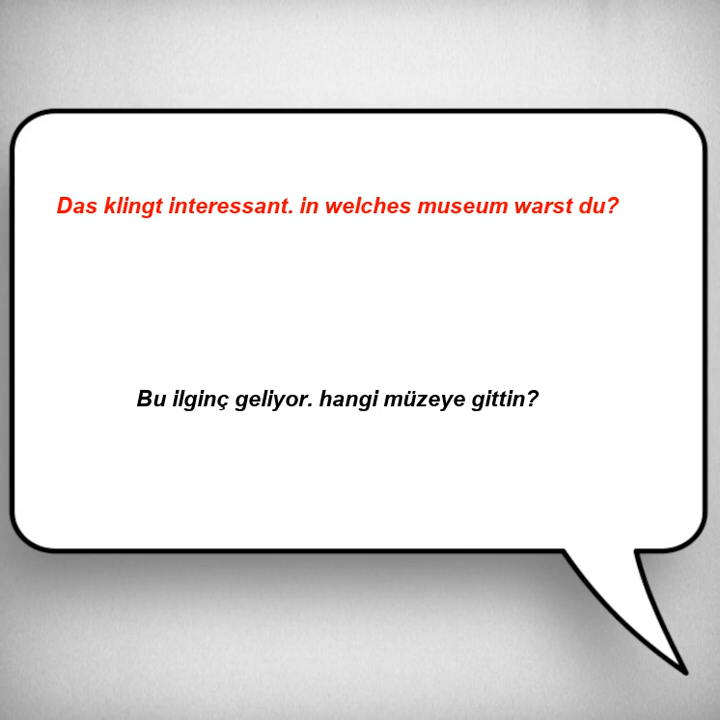 Das klingt interessant. in welches museum warst du?
Bu ilginç geliyor. hangi müzeye gittin?